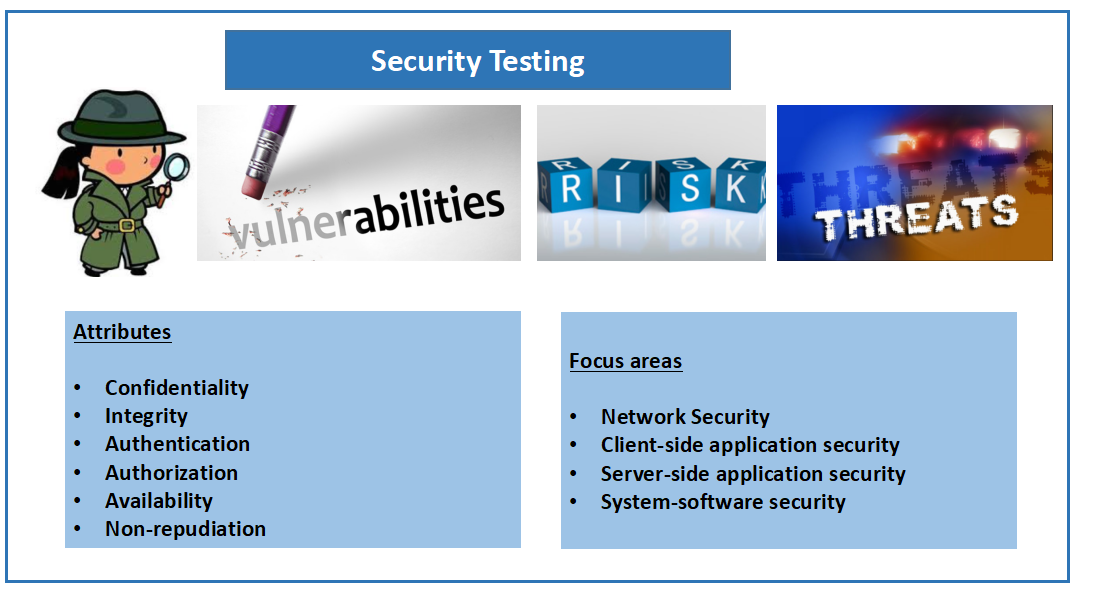 Security Testing
vulnerabilities
R I S K
R I S K
THREATS
THREATS
Attributes
• Confidentiality
• Integrity
• Authentication
• Authorization
• Availability
• Non-repudiation
Focus areas
• Network Security
• Client-side application security
• Server-side application security
• System-software security